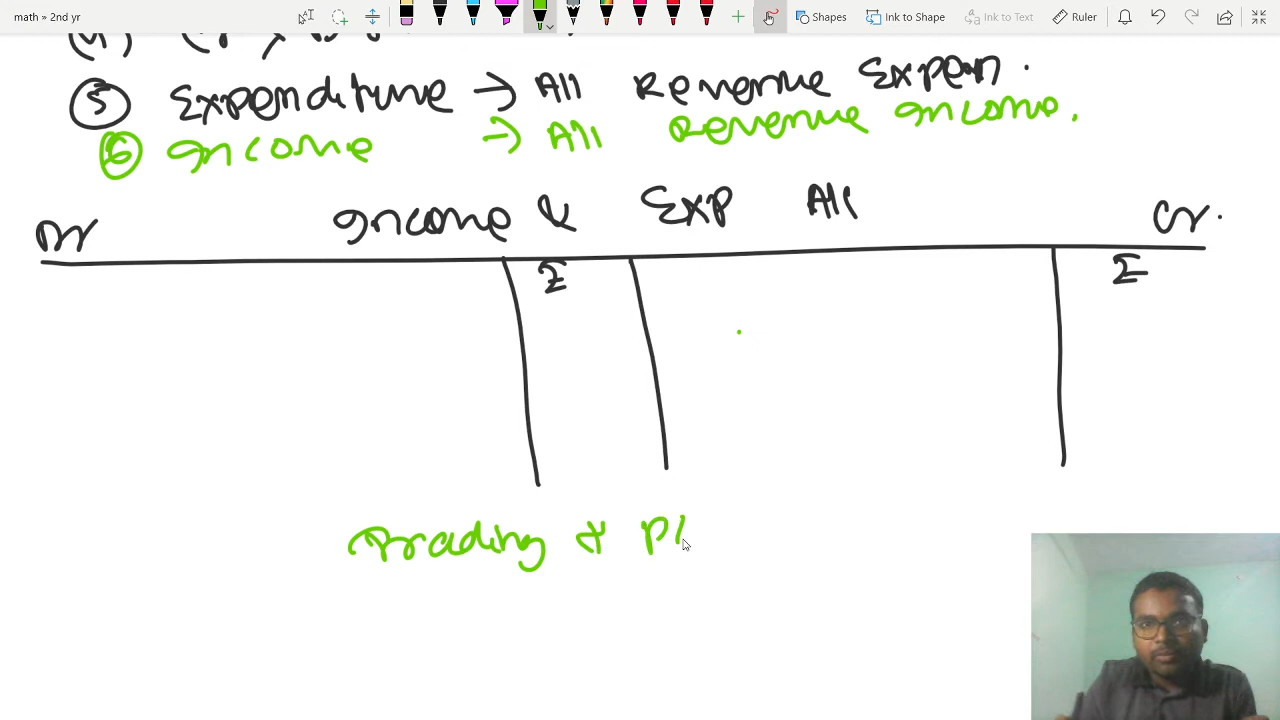 math » 2nd yr
Shapes
Ink to Shape
Ink to Text
Ruler
(4)
5 Expenditure → All Revenue Expen.
6 Income → All Revenue Income.
Dr Income & Exp A/c Cr.
Σ Σ
Trading & P/